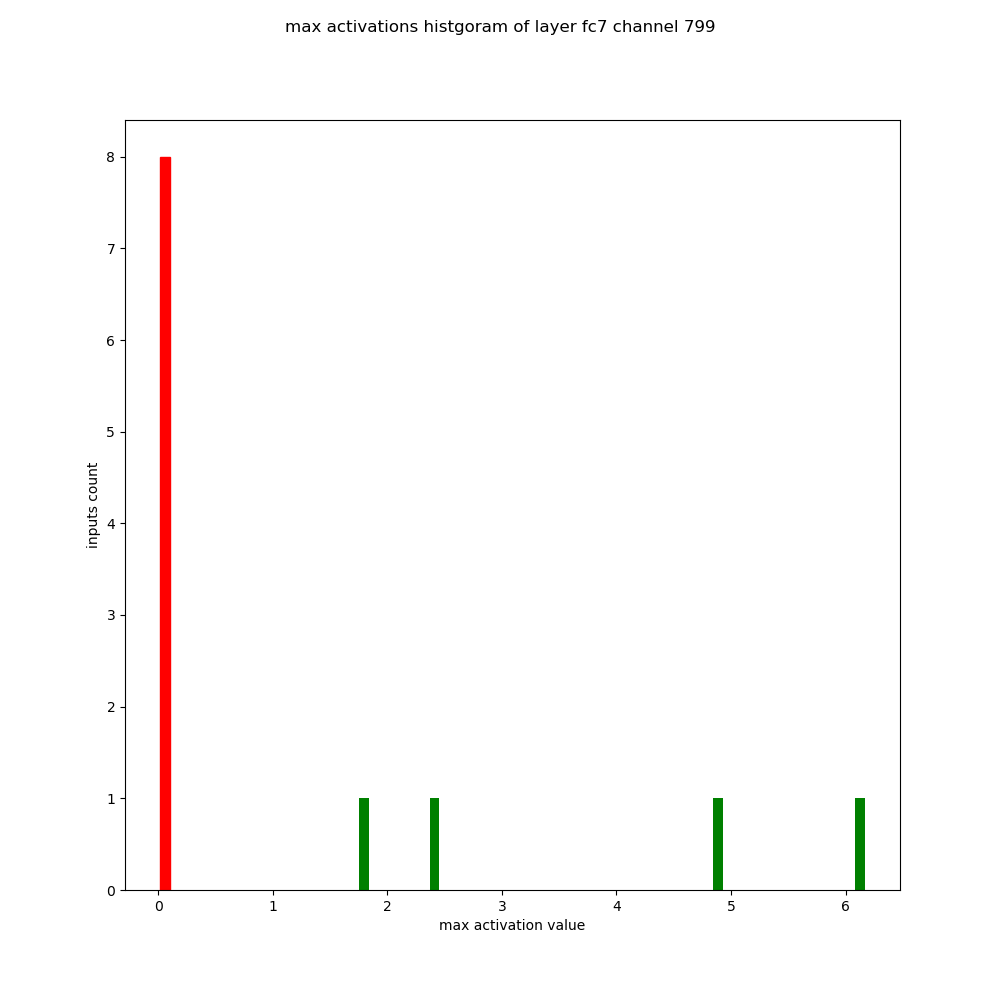 max activations histgoram of layer fc7 channel 799
8
7
6
5
4
3
2
1
0
inputs count
0 1 2 3 4 5 6
max activation value